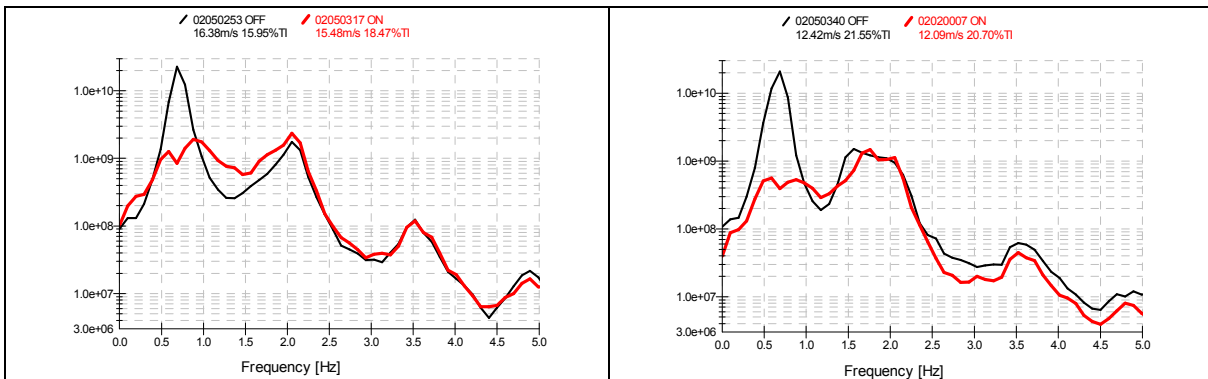 02050253 OFF 02050317 ON
16.38m/s 15.95%TI 15.48m/s 18.47%TI
1.0e+10
1.0e+09
1.0e+08
1.0e+07
3.0e+06
0.0 0.5 1.0 1.5 2.0 2.5 3.0 3.5 4.0 4.5 5.0
Frequency [Hz]
02050340 OFF 02020007 ON
12.42m/s 21.55%TI 12.09m/s 20.70%TI
1.0e+10
1.0e+09
1.0e+08
1.0e+07
3.0e+06
0.0 0.5 1.0 1.5 2.0 2.5 3.0 3.5 4.0 4.5 5.0
Frequency [Hz]